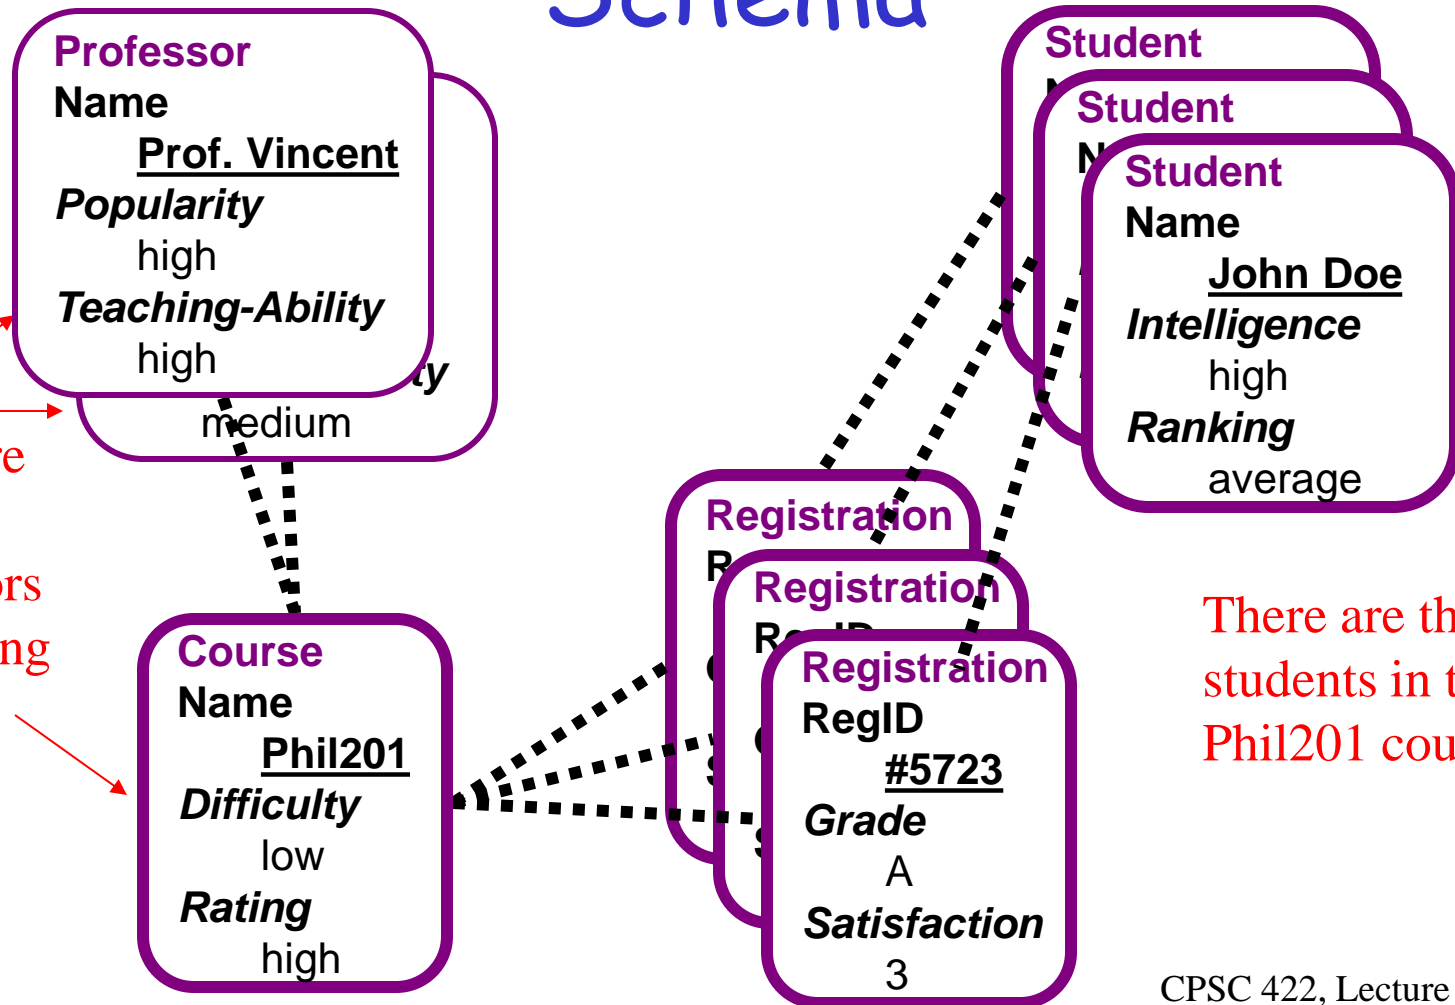 Schema
Professor
Name
Prof. Vincent
Popularity
high
Teaching-Ability
high
medium
Student
Student
Student
Name
John Doe
Intelligence
high
Ranking
average
Registration
Registration
RegID
Registration
RegID
#5723
Grade
A
Satisfaction
3
Course
Name
Phil201
Difficulty
low
Rating
high
There are
students in
Phil201
CPSC 422, Lecture